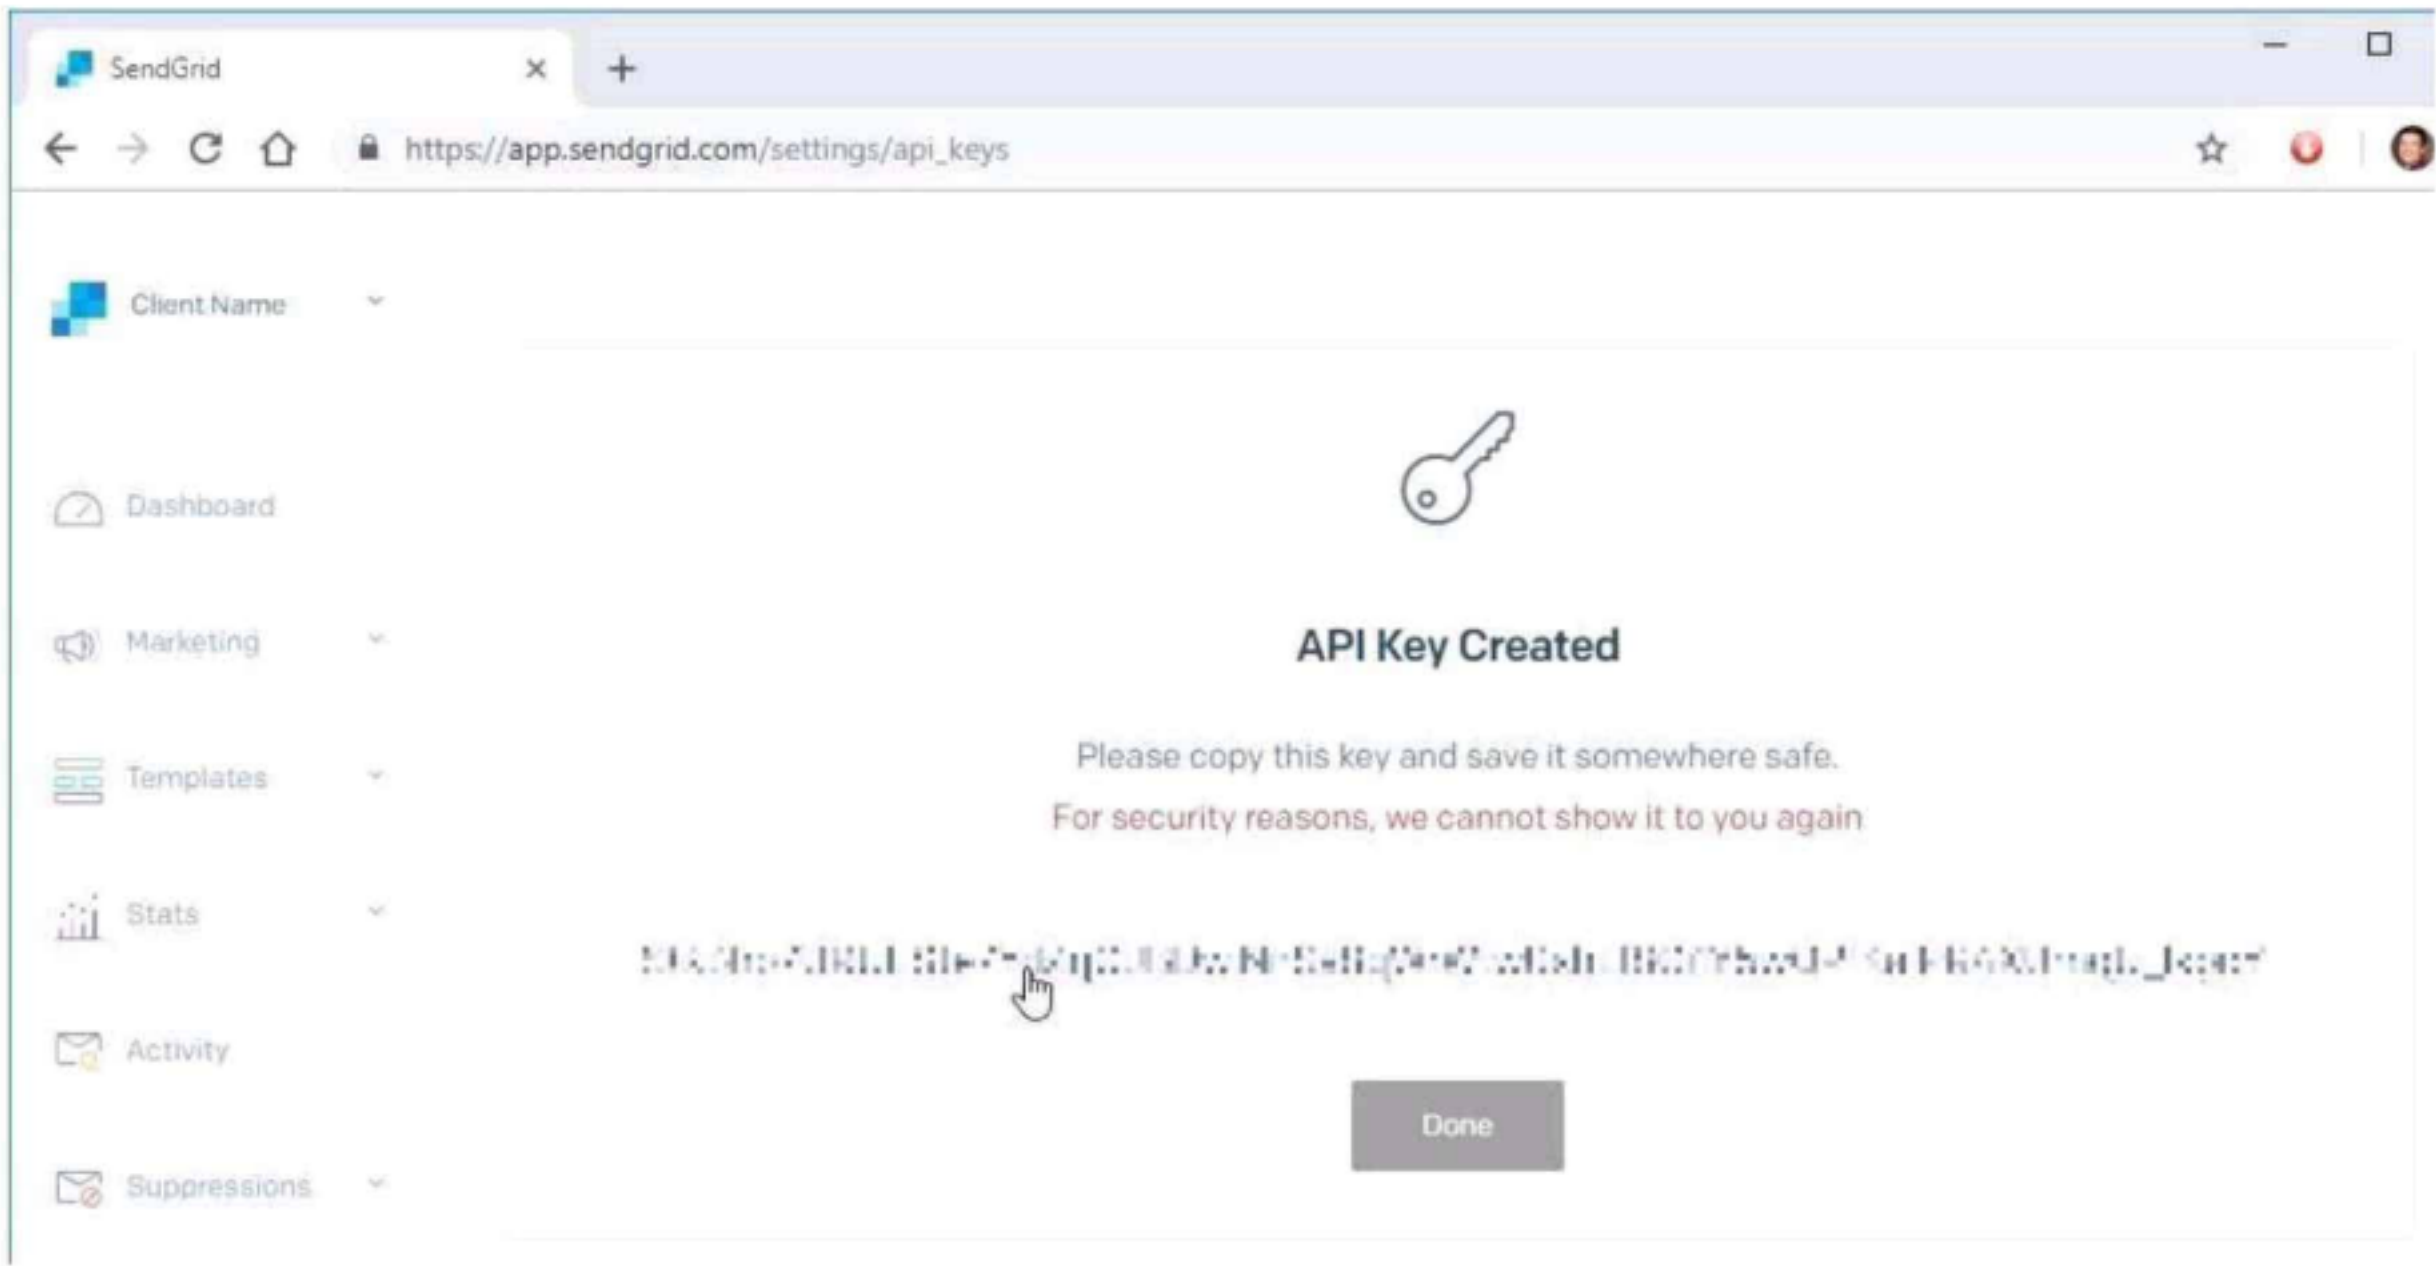 SendGrid
https://app.sendgrid.com/settings/api_keys
Client Name
Dashboard
Marketing
Templates
Stats
Activity
Suppressions
API Key Created
Please copy this key and save it somewhere safe.
For security reasons, we cannot show it to you again
Done